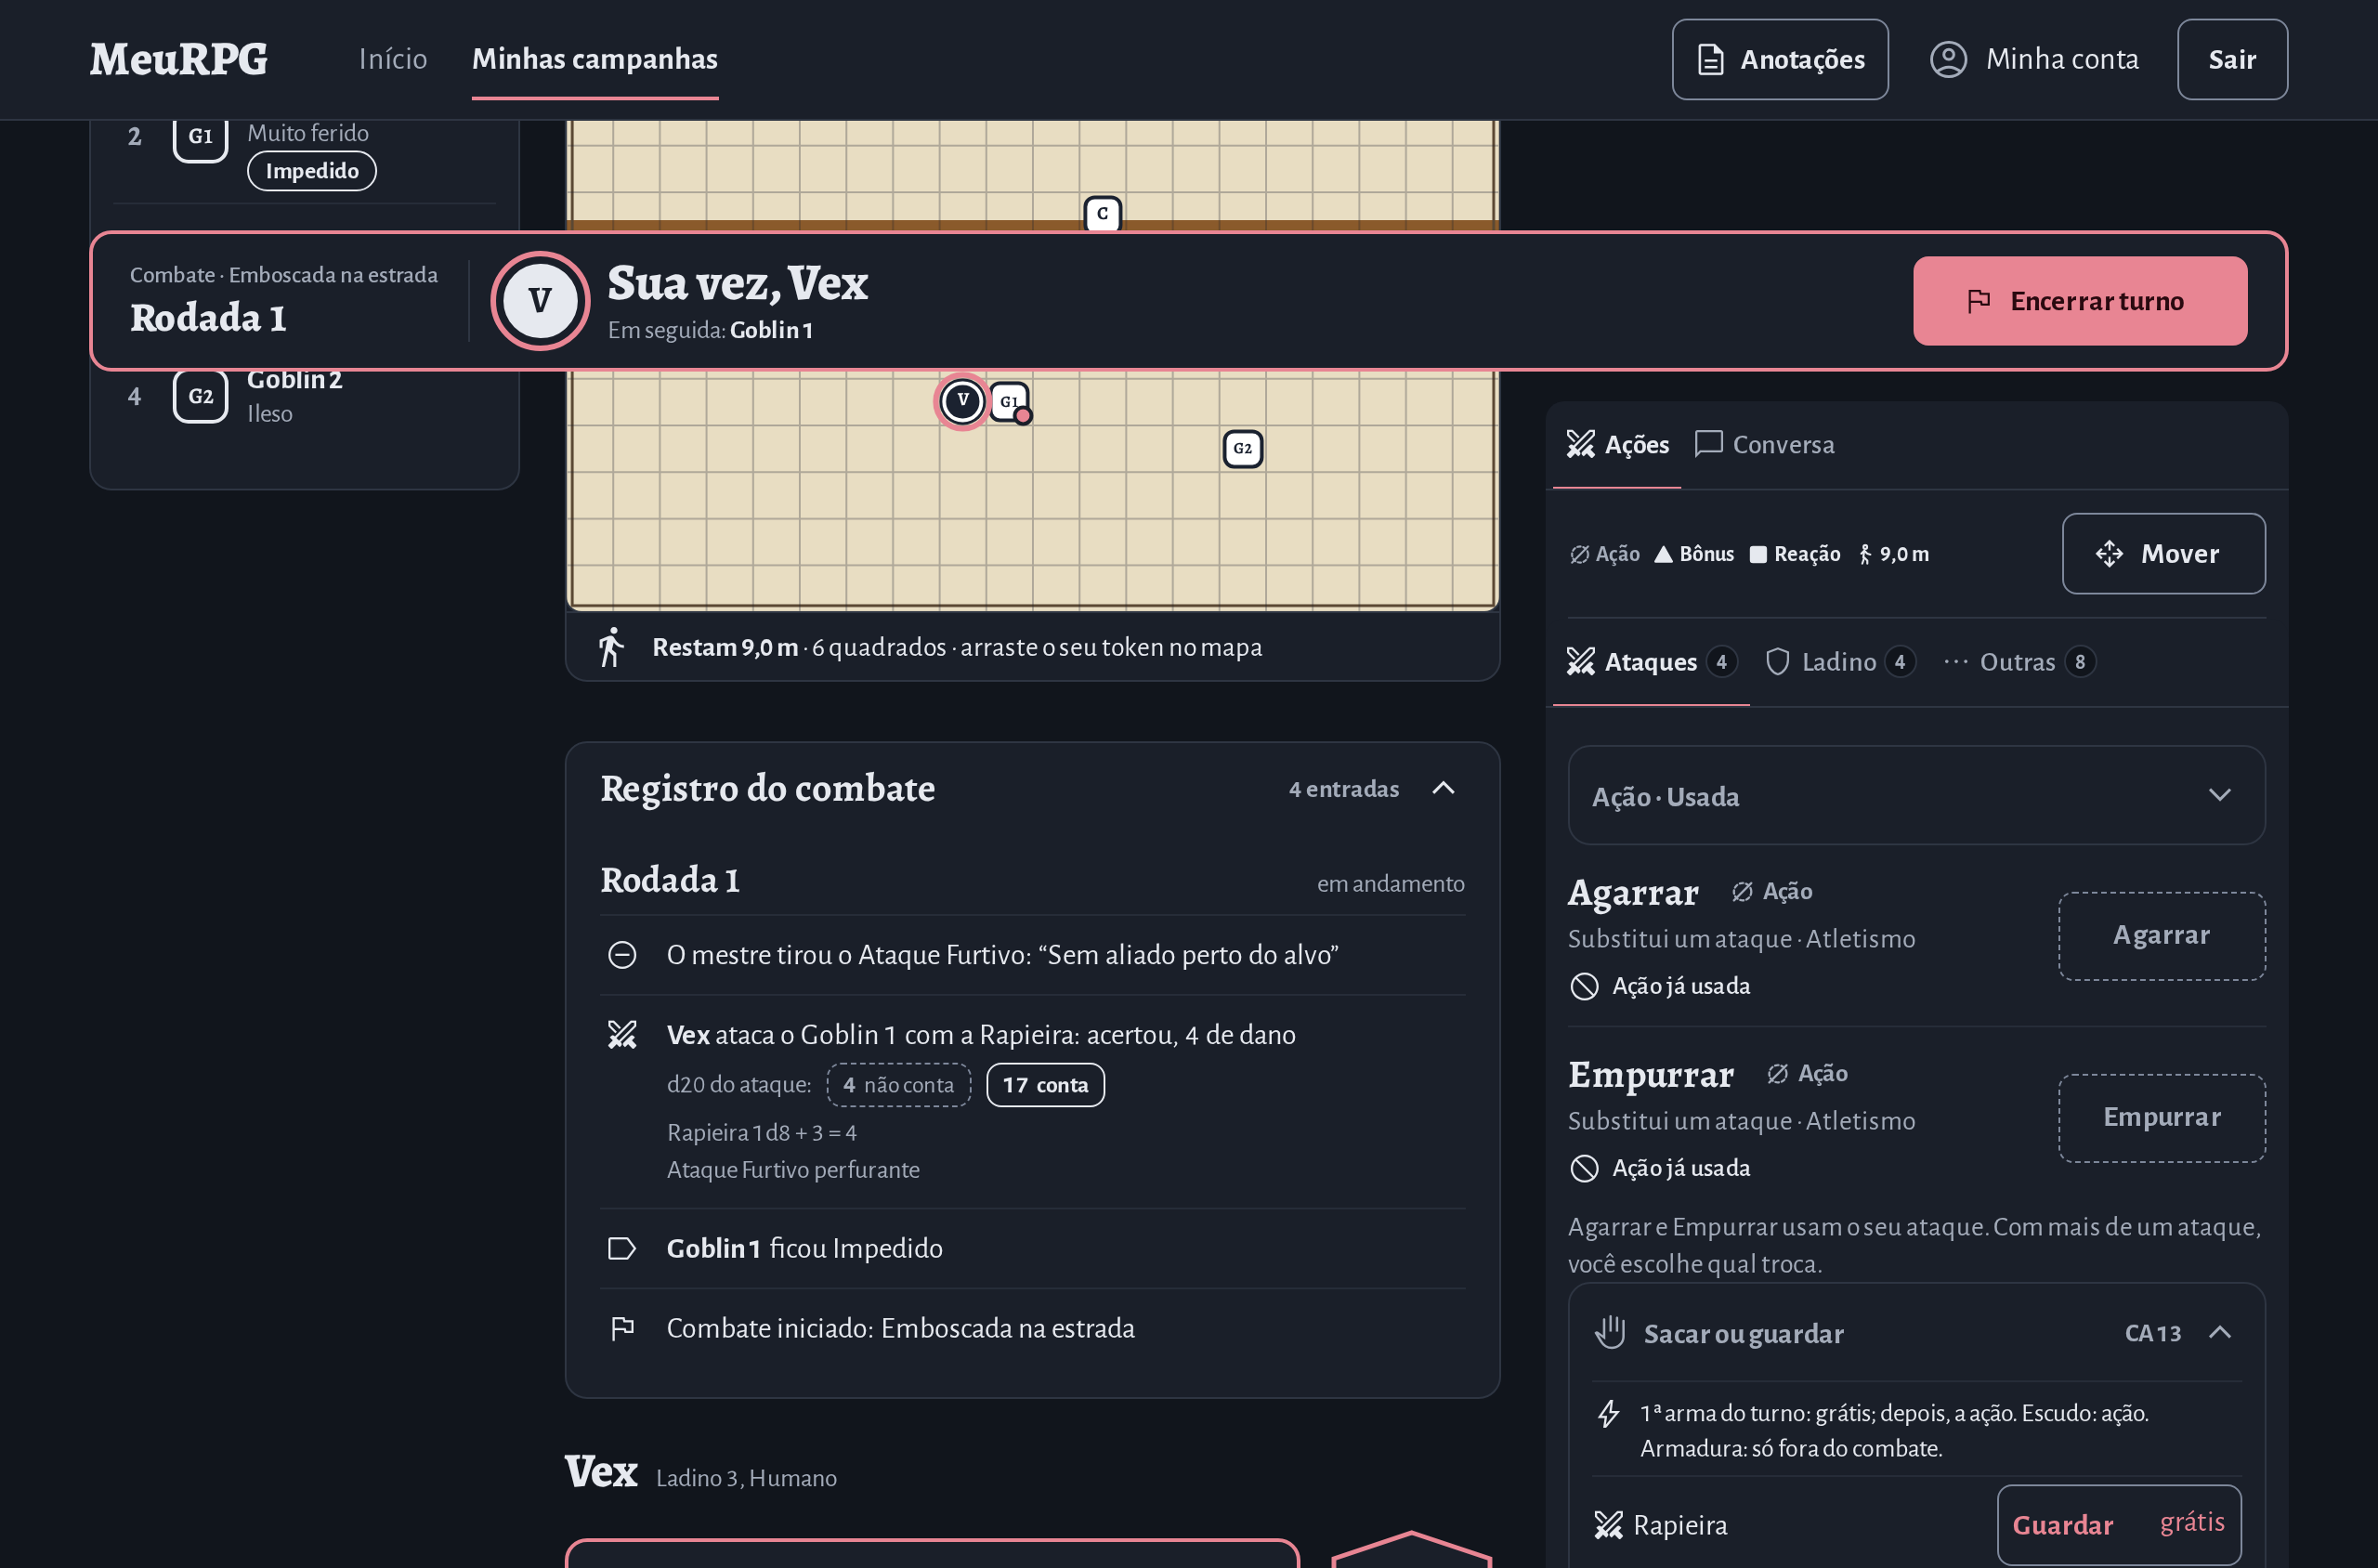 MeuRPG
Início
Minhas campanhas
Anotações
Minha conta
Sair
2
G1
Muito ferido
Impedido
C
Combate · Emboscada na estrada
Rodada 1
V
Sua vez, Vex
Em seguida: Goblin 1
Encerrar turno
4
G2
Goblin 2
Ileso
V
G1
G2
Restam 9,0 m · 6 quadrados · arraste o seu token no mapa
Registro do combate
4 entradas
Rodada 1
em andamento
O mestre tirou o Ataque Furtivo: “Sem aliado perto do alvo”
Vex ataca o Goblin 1 com a Rapieira: acertou, 4 de dano
d20 do ataque: 4 não conta 17 conta
Rapieira 1d8 + 3 = 4
Ataque Furtivo perfurante
Goblin 1 ficou Impedido
Combate iniciado: Emboscada na estrada
Vex
Ladino 3, Humano
Ações
Conversa
Ação
Bônus
Reação
9,0 m
Mover
Ataques 4
Ladino 4
Outras 8
Ação · Usada
Agarrar
Ação
Substitui um ataque · Atletismo
Ação já usada
Agarrar
Empurrar
Ação
Substitui um ataque · Atletismo
Ação já usada
Empurrar
Agarrar e Empurrar usam o seu ataque. Com mais de um ataque,
você escolhe qual troca.
Sacar ou guardar
CA 13
1ª arma do turno: grátis; depois, a ação. Escudo: ação.
Armadura: só fora do combate.
Rapieira
Guardar
grátis